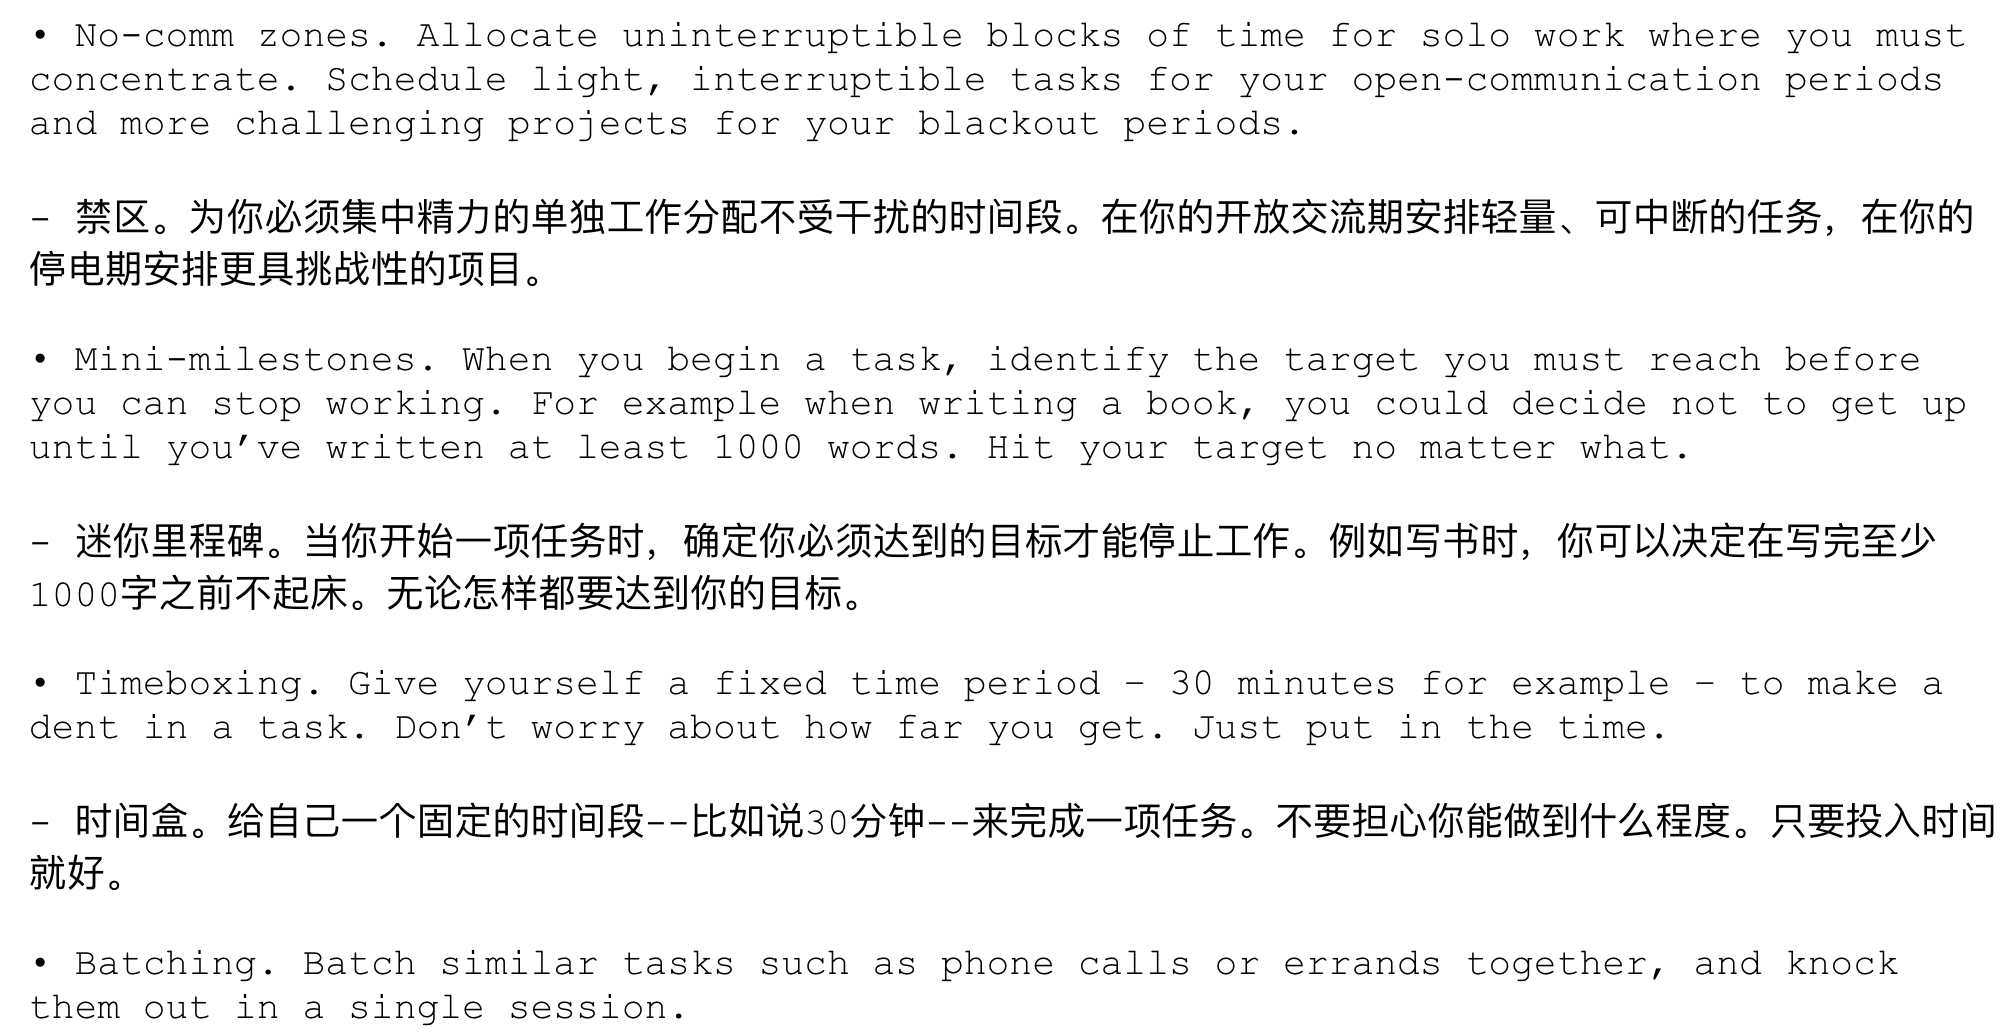 • No-comm zones. Allocate uninterruptible blocks of time for solo work where you must
concentrate. Schedule light, interruptible tasks for your open-communication periods
and more challenging projects for your blackout periods.
- 禁区。为你必须集中精力的单独工作分配不受干扰的时间段。在你的开放交流期安排轻量、可中断的任务，在你的
停电期安排更具挑战性的项目。
• Mini-milestones. When you begin a task, identify the target you must reach before
you can stop working. For example when writing a book, you could decide not to get up
until you’ve written at least 1000 words. Hit your target no matter what.
- 迷你里程碑。当你开始一项任务时，确定你必须达到的目标才能停止工作。例如写书时，你可以决定在写完至少
1000字之前不起床。无论怎样都要达到你的目标。
• Timeboxing. Give yourself a fixed time period – 30 minutes for example – to make a
dent in a task. Don’t worry about how far you get. Just put in the time.
- 时间盒。给自己一个固定的时间段--比如说30分钟--来完成一项任务。不要担心你能做到什么程度。只要投入时间
就好。
• Batching. Batch similar tasks such as phone calls or errands together, and knock
them out in a single session.